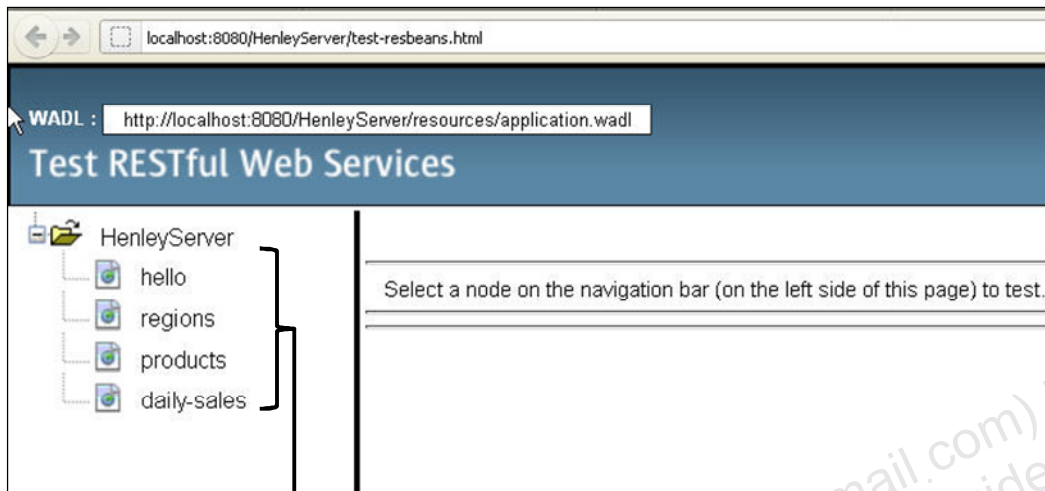 localhost:8080/HenleyServer/test-resbeans.html
WADL : http://localhost:8080/HenleyServer/resources/application.wadl
Test RESTful Web Services
HenleyServer
hello
regions
products
daily-sales
Select a node on the navigation bar (on the left side of this page) to test.